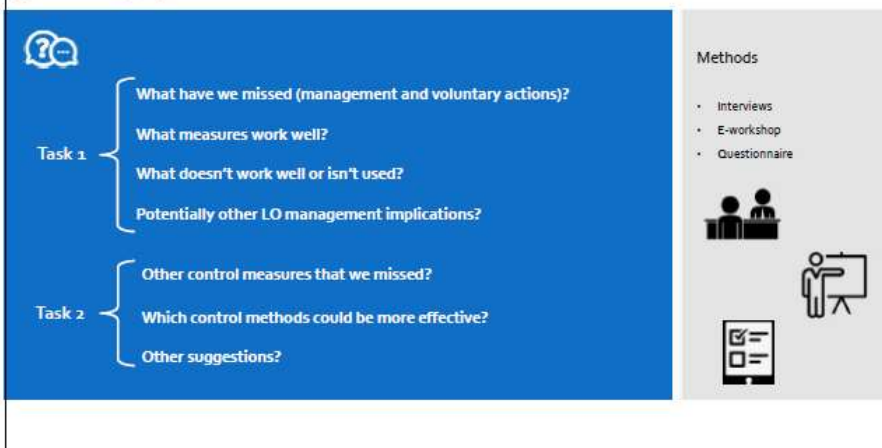 What have we missed (management and voluntary actions)?
What measures work well?
Task 1
What doesn't work well or isn't used?
Potentially other LO management implications?
Other control measures that we missed?
Task 2
Which control methods could be more effective?
Other suggestions?
Methods
• Interviews
• E-workshop
• Questionnaire